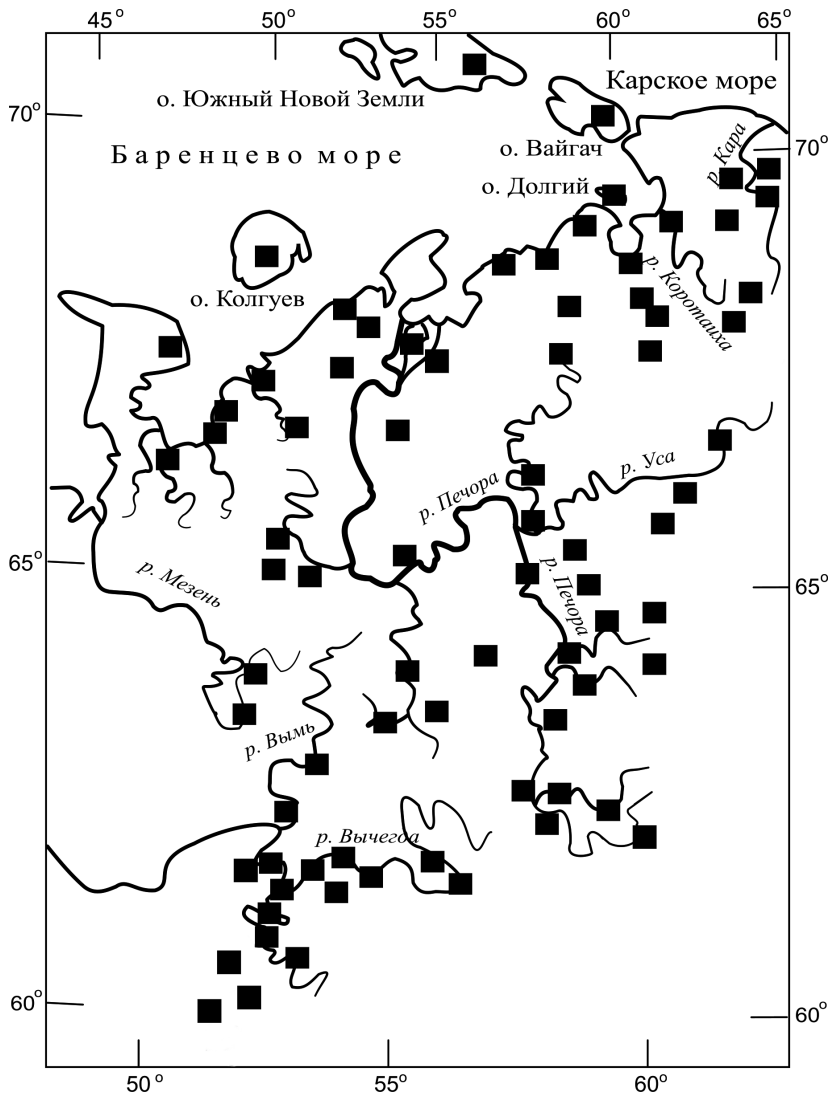 45° 50° 55° 60° 65°
Карское море
о. Южный Новой Земли
70°
р. Кара
о. Вайгач
70°
Баренцево море
о. Долгий
р. Коротаиха
о. Колгуев
р. Уса
р. Печора
65°
р. Мезень
р. Печора
65°
р. Вымь
р. Вычегда
60°
60°
50° 55° 60°